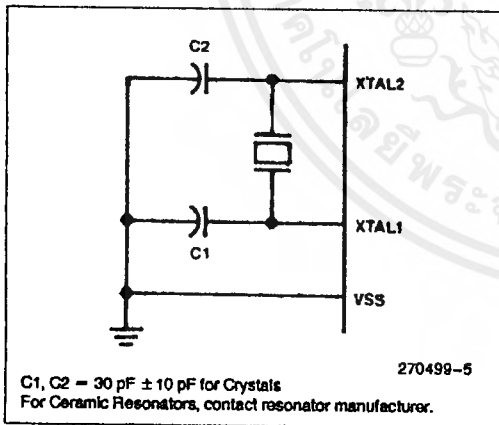 C2
XTAL2
XTAL1
C1
VSS
270499-5
C1, C2 = 30 pF ± 10 pF for Crystals
For Ceramic Resonators, contact resonator manufacturer.